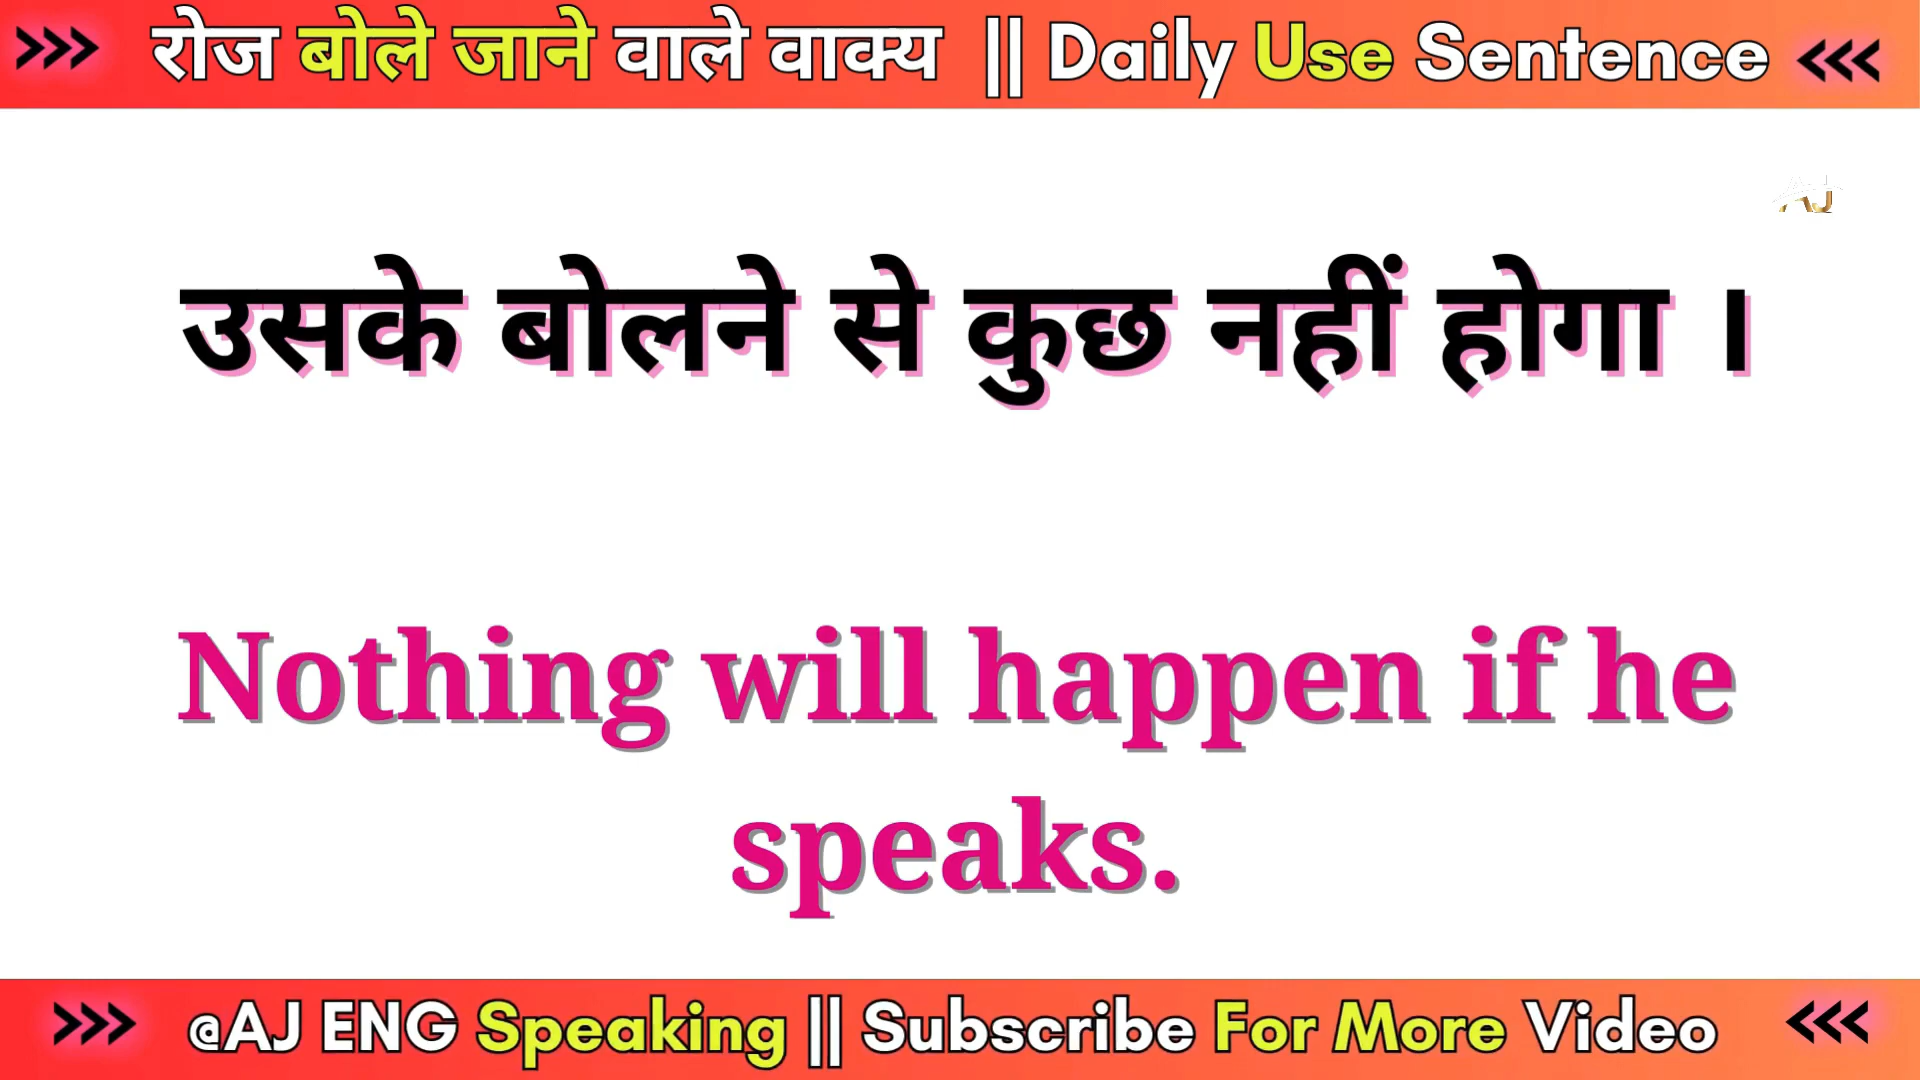 रोज बोले जाने वाले वाक्य || Daily Use Sentence
AJ
उसके बोलने से कुछ नहीं होगा ।
Nothing will happen if he
speaks.
@AJ ENG Speaking || Subscribe For More Video